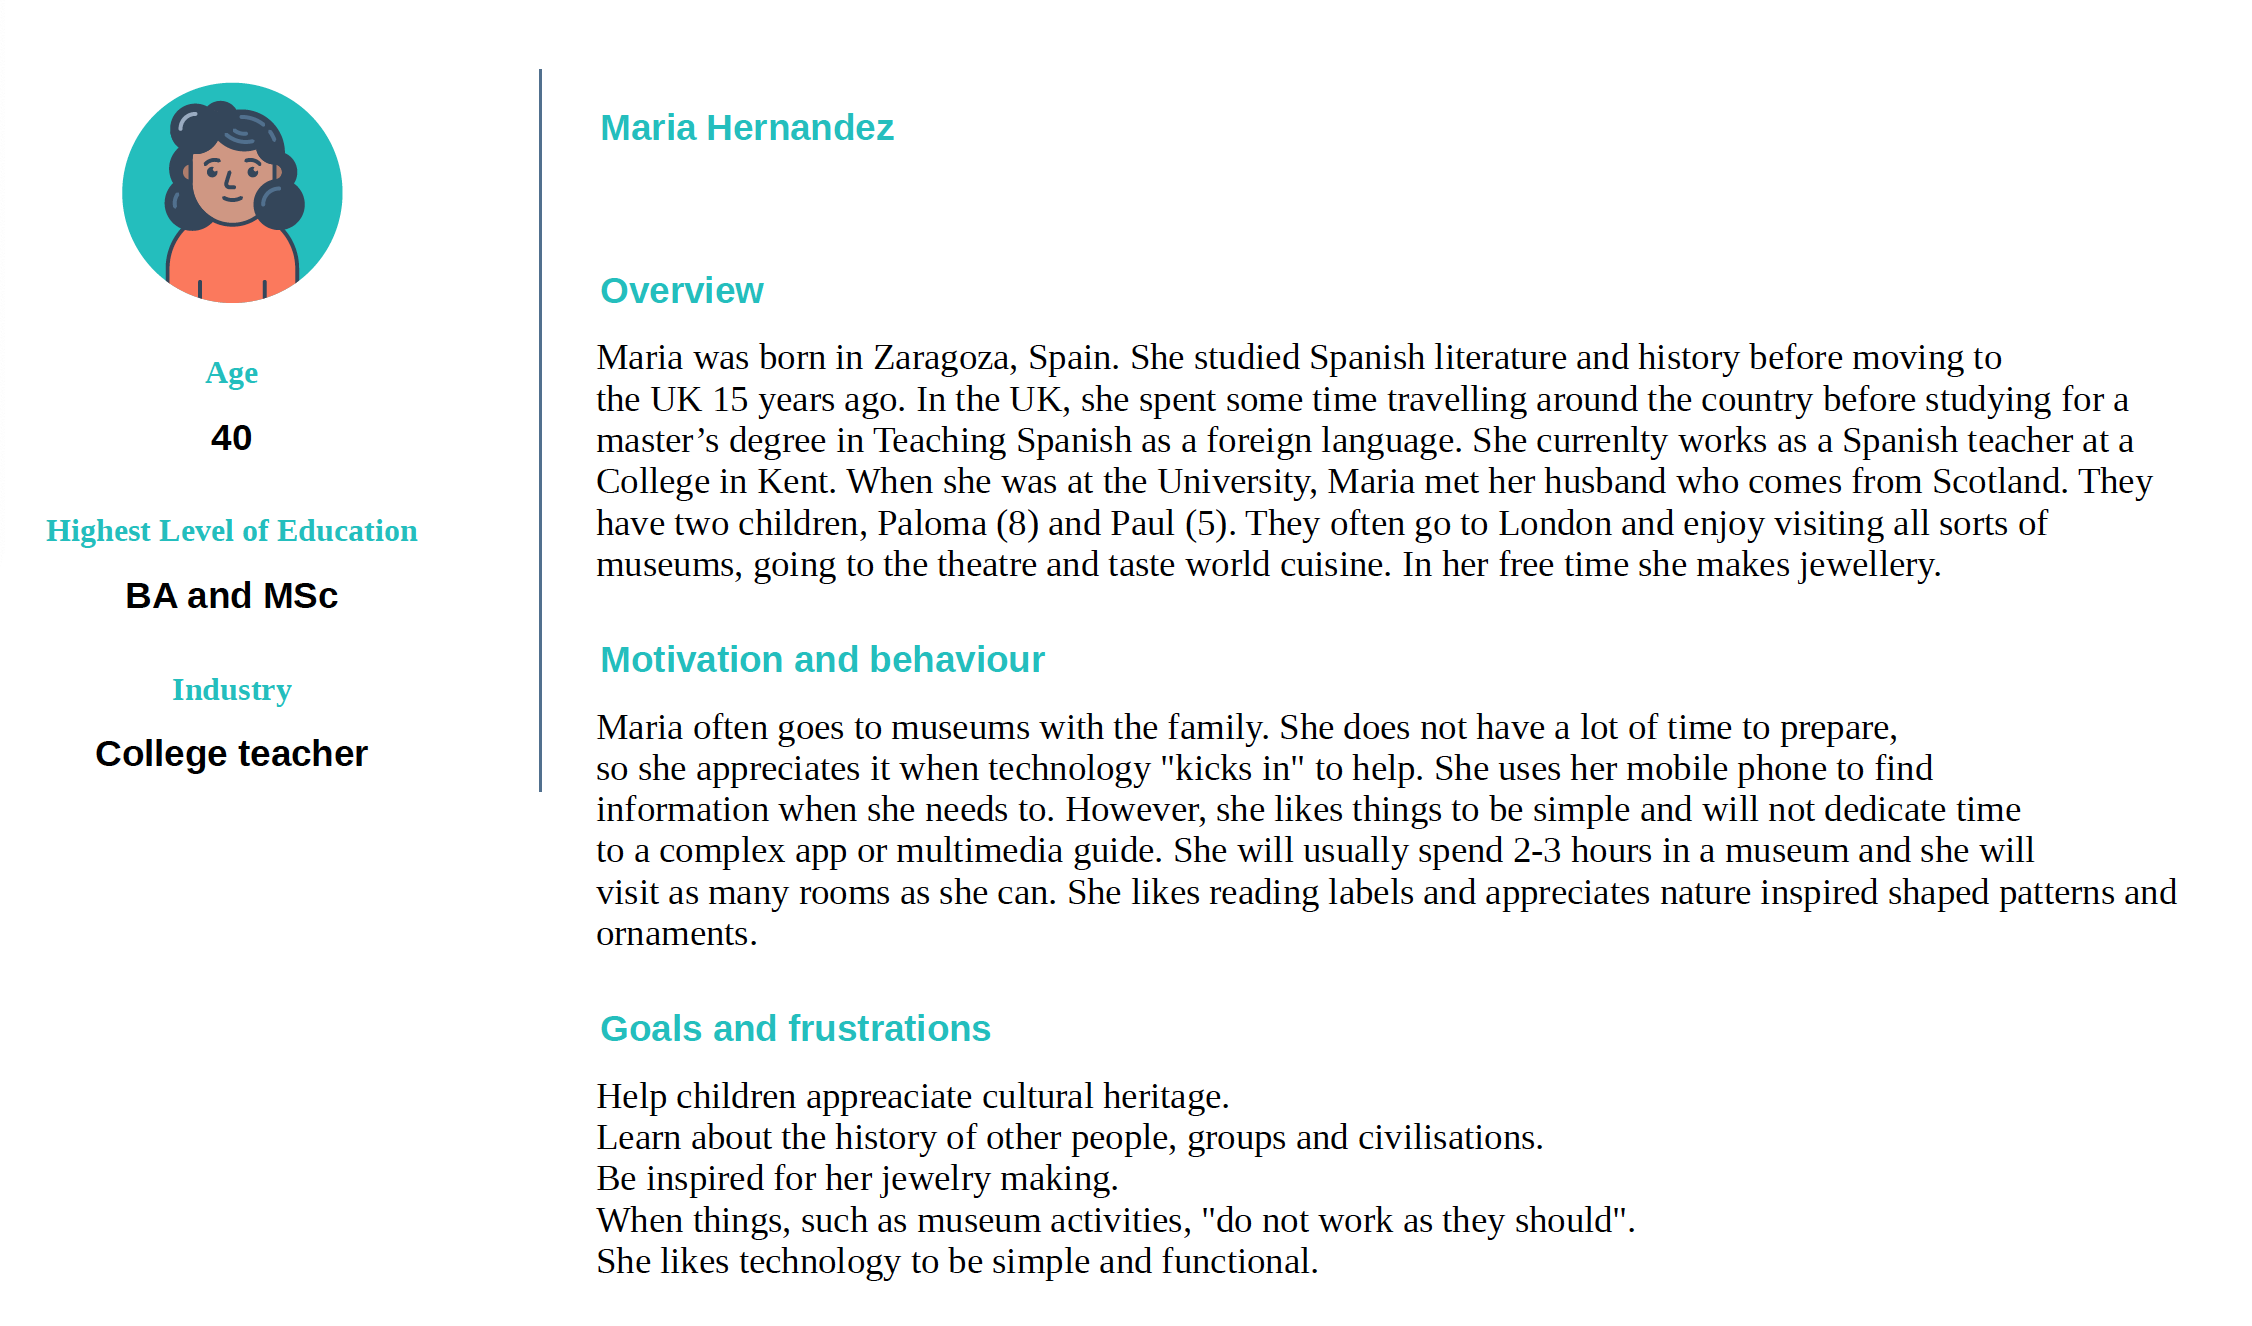 Age
40
Highest Level of Education
BA and MSc
Industry
College teacher
Maria Hernandez
Overview
Maria was born in Zaragoza, Spain. She studied Spanish literature and history before moving to
the UK 15 years ago. In the UK, she spent some time travelling around the country before studying for a
master’s degree in Teaching Spanish as a foreign language. She currenlty works as a Spanish teacher at a
College in Kent. When she was at the University, Maria met her husband who comes from Scotland. They
have two children, Paloma (8) and Paul (5). They often go to London and enjoy visiting all sorts of
museums, going to the theatre and taste world cuisine. In her free time she makes jewellery.
Motivation and behaviour
Maria often goes to museums with the family. She does not have a lot of time to prepare,
so she appreciates it when technology "kicks in" to help. She uses her mobile phone to find
information when she needs to. However, she likes things to be simple and will not dedicate time
to a complex app or multimedia guide. She will usually spend 2-3 hours in a museum and she will
visit as many rooms as she can. She likes reading labels and appreciates nature inspired shaped patterns and
ornaments.
Goals and frustrations
Help children appreaciate cultural heritage.
Learn about the history of other people, groups and civilisations.
Be inspired for her jewelry making.
When things, such as museum activities, "do not work as they should".
She likes technology to be simple and functional.